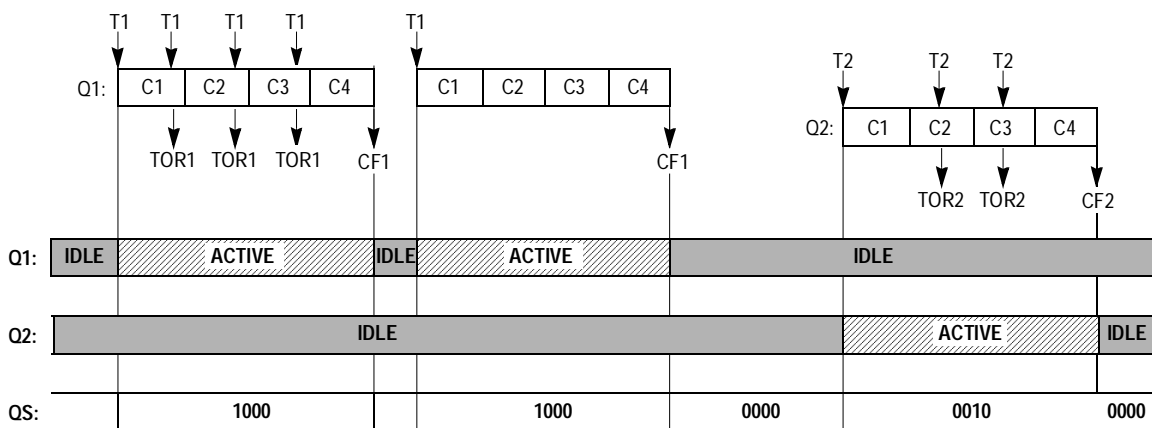 T1 T1 T1 T1 T1
T2 T2 T2
Q1: C1 C2 C3 C4 C1 C2 C3 C4
Q2: C1 C2 C3 C4
TOR1 TOR1 TOR1 CF1 CF1
TOR2 TOR2 CF2
Q1: IDLE ACTIVE IDLE ACTIVE IDLE
Q2: IDLE ACTIVE IDLE
QS: 1000 1000 0000 0010 0000